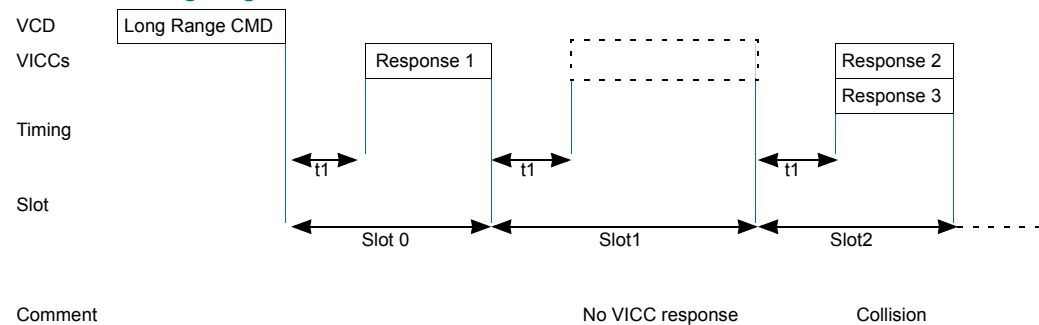 VCD
Long Range CMD
VICCs
Response 1
Response 2
Response 3
Timing
t1
t1
t1
Slot
Slot 0
Slot1
Slot2
Comment
No VICC response
Collision